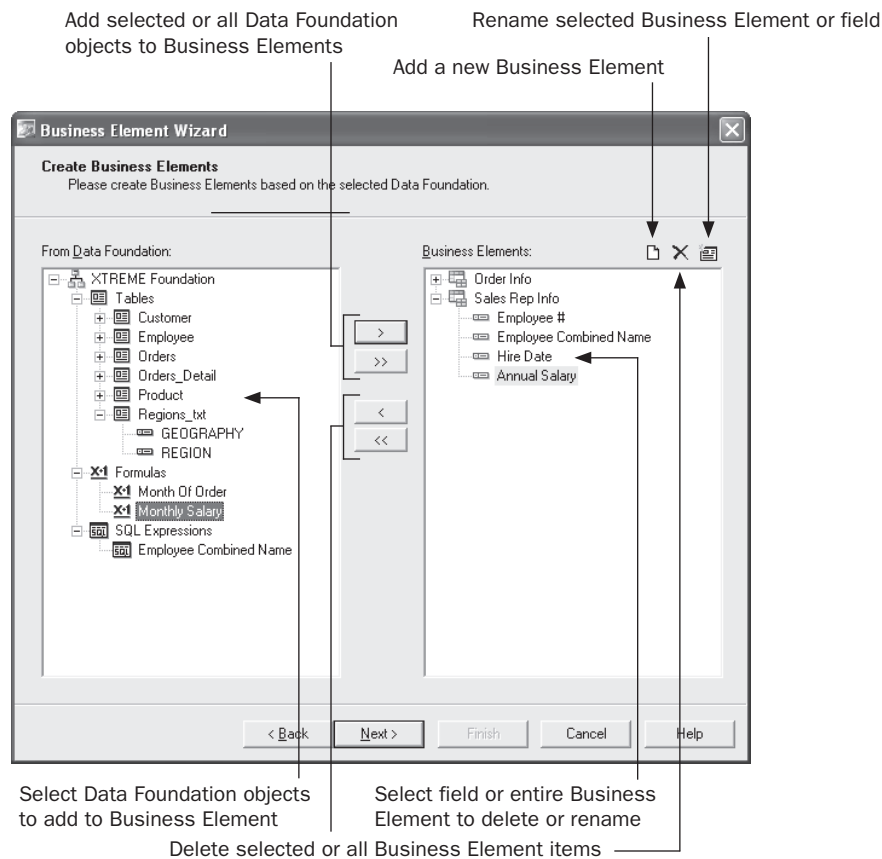 Add selected or all Data Foundation
objects to Business Elements
Rename selected Business Element or field
Add a new Business Element
Business Element Wizard
Create Business Elements
Please create Business Elements based on the selected Data Foundation.
From Data Foundation:
XTREME Foundation
Tables
Customer
Employee
Orders
Orders_Detail
Product
Regions_txt
GEOGRAPHY
REGION
X+1 Formulas
X+1 Month Of Order
X+1 Monthly Salary
SQL SQL Expressions
SQL Employee Combined Name
>
>>
<
<<
Business Elements:
Order Info
Sales Rep Info
Employee #
Employee Combined Name
Hire Date
Annual Salary
< Back
Next >
Finish
Cancel
Help
Select Data Foundation objects
to add to Business Element
Select field or entire Business
Element to delete or rename
Delete selected or all Business Element items